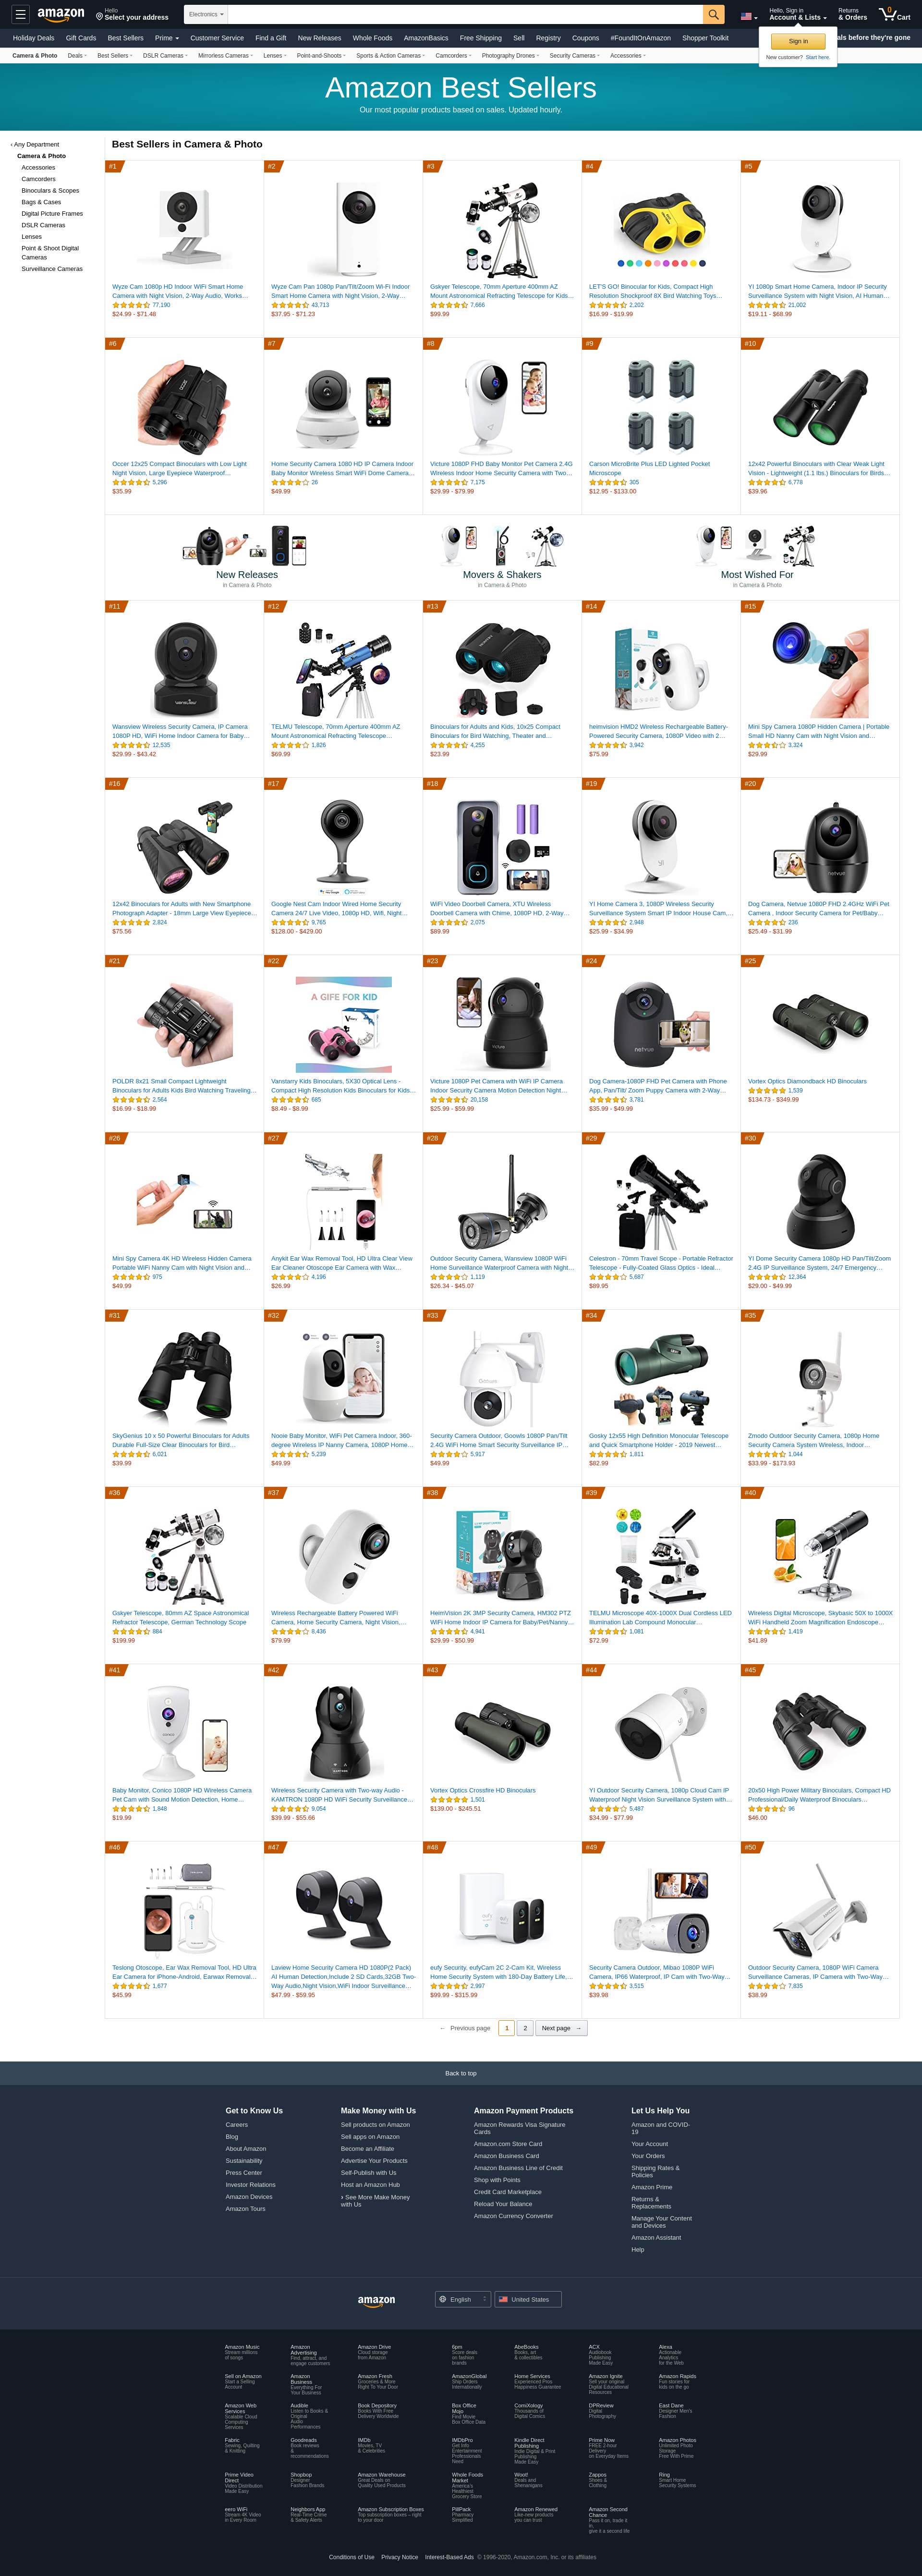 amazon
Hello
Select your address
Electronics
Hello, Sign in
Account & Lists
Returns
& Orders
0
Cart
Holiday Deals Gift Cards Best Sellers Prime Customer Service Find a Gift New Releases Whole Foods AmazonBasics Free Shipping Sell Registry Coupons #FoundItOnAmazon Shopper Toolkit
als before they're gone
Sign in
New customer? Start here.
Camera & Photo Deals Best Sellers DSLR Cameras Mirrorless Cameras Lenses Point-and-Shoots Sports & Action Cameras Camcorders Photography Drones Security Cameras Accessories
Amazon Best Sellers
Our most popular products based on sales. Updated hourly.
‹ Any Department
Camera & Photo
Accessories
Camcorders
Binoculars & Scopes
Bags & Cases
Digital Picture Frames
DSLR Cameras
Lenses
Point & Shoot Digital
Cameras
Surveillance Cameras
Best Sellers in Camera & Photo
#1
Wyze Cam 1080p HD Indoor WiFi Smart Home
Camera with Night Vision, 2-Way Audio, Works…
77,190
$24.99 - $71.48
#2
Wyze Cam Pan 1080p Pan/Tilt/Zoom Wi-Fi Indoor
Smart Home Camera with Night Vision, 2-Way…
43,713
$37.95 - $71.23
#3
Gskyer Telescope, 70mm Aperture 400mm AZ
Mount Astronomical Refracting Telescope for Kids…
7,666
$99.99
#4
LET'S GO! Binocular for Kids, Compact High
Resolution Shockproof 8X Bird Watching Toys…
2,202
$16.99 - $19.99
#5
YI 1080p Smart Home Camera, Indoor IP Security
Surveillance System with Night Vision, AI Human…
21,002
$19.11 - $68.99
#6
Occer 12x25 Compact Binoculars with Low Light
Night Vision, Large Eyepiece Waterproof…
5,296
$35.99
#7
Home Security Camera 1080 HD IP Camera Indoor
Baby Monitor Wireless Smart WiFi Dome Camera…
26
$49.99
#8
Victure 1080P FHD Baby Monitor Pet Camera 2.4G
Wireless Indoor Home Security Camera with Two…
7,175
$29.99 - $79.99
#9
Carson MicroBrite Plus LED Lighted Pocket
Microscope
305
$12.95 - $133.00
#10
12x42 Powerful Binoculars with Clear Weak Light
Vision - Lightweight (1.1 lbs.) Binoculars for Birds…
6,778
$39.96
New Releases
in Camera & Photo
Movers & Shakers
in Camera & Photo
Most Wished For
in Camera & Photo
#11
Wansview Wireless Security Camera, IP Camera
1080P HD, WiFi Home Indoor Camera for Baby…
12,535
$29.99 - $43.42
#12
TELMU Telescope, 70mm Aperture 400mm AZ
Mount Astronomical Refracting Telescope…
1,826
$69.99
#13
Binoculars for Adults and Kids, 10x25 Compact
Binoculars for Bird Watching, Theater and…
4,255
$23.99
#14
heimvision HMD2 Wireless Rechargeable Battery-
Powered Security Camera, 1080P Video with 2…
3,942
$75.99
#15
Mini Spy Camera 1080P Hidden Camera | Portable
Small HD Nanny Cam with Night Vision and…
3,324
$29.99
#16
12x42 Binoculars for Adults with New Smartphone
Photograph Adapter - 18mm Large View Eyepiece…
2,824
$75.56
#17
Google Nest Cam Indoor Wired Home Security
Camera 24/7 Live Video, 1080p HD, Wifi, Night…
9,765
$128.00 - $429.00
#18
WiFi Video Doorbell Camera, XTU Wireless
Doorbell Camera with Chime, 1080P HD, 2-Way…
2,075
$89.99
#19
YI Home Camera 3, 1080P Wireless Security
Surveillance System Smart IP Indoor House Cam,…
2,948
$25.99 - $34.99
#20
netvue
Dog Camera, Netvue 1080P FHD 2.4GHz WiFi Pet
Camera , Indoor Security Camera for Pet/Baby…
236
$25.49 - $31.99
#21
POLDR 8x21 Small Compact Lightweight
Binoculars for Adults Kids Bird Watching Traveling…
2,564
$16.99 - $18.99
#22
A GIFE FOR KID
Vanstarry Kids Binoculars, 5X30 Optical Lens -
Compact High Resolution Kids Binoculars for Kids…
685
$8.49 - $8.99
#23
Victure
Victure 1080P Pet Camera with WiFi IP Camera
Indoor Security Camera Motion Detection Night…
20,158
$25.99 - $59.99
#24
netvue
Dog Camera-1080P FHD Pet Camera with Phone
App, Pan/Tilt/ Zoom Puppy Camera with 2-Way…
3,781
$35.99 - $49.99
#25
Vortex Optics Diamondback HD Binoculars
1,539
$134.73 - $349.99
#26
Mini Spy Camera 4K HD Wireless Hidden Camera
Portable WiFi Nanny Cam with Night Vision and…
975
$49.99
#27
Anykit Ear Wax Removal Tool, HD Ultra Clear View
Ear Cleaner Otoscope Ear Camera with Wax…
4,196
$26.99
#28
Outdoor Security Camera, Wansview 1080P WiFi
Home Surveillance Waterproof Camera with Night…
1,119
$26.34 - $45.07
#29
Celestron - 70mm Travel Scope - Portable Refractor
Telescope - Fully-Coated Glass Optics - Ideal…
5,687
$89.95
#30
YI Dome Security Camera 1080p HD Pan/Tilt/Zoom
2.4G IP Surveillance System, 24/7 Emergency…
12,364
$29.00 - $49.99
#31
SkyGenius 10 x 50 Powerful Binoculars for Adults
Durable Full-Size Clear Binoculars for Bird…
6,021
$39.99
#32
Nooie Baby Monitor, WiFi Pet Camera Indoor, 360-
degree Wireless IP Nanny Camera, 1080P Home…
5,239
$49.99
#33
Security Camera Outdoor, Goowls 1080P Pan/Tilt
2.4G WiFi Home Smart Security Surveillance IP…
5,917
$49.99
#34
Gosky 12x55 High Definition Monocular Telescope
and Quick Smartphone Holder - 2019 Newest…
1,811
$82.99
#35
Zmodo Outdoor Security Camera, 1080p Home
Security Camera System Wireless, Indoor…
1,044
$33.99 - $173.93
#36
Gskyer Telescope, 80mm AZ Space Astronomical
Refractor Telescope, German Technology Scope
884
$199.99
#37
Wireless Rechargeable Battery Powered WiFi
Camera, Home Security Camera, Night Vision,…
8,436
$79.99
#38
HeimVision 2K 3MP Security Camera, HM302 PTZ
WiFi Home Indoor IP Camera for Baby/Pet/Nanny…
4,941
$29.99 - $50.99
#39
TELMU Microscope 40X-1000X Dual Cordless LED
Illumination Lab Compound Monocular…
1,081
$72.99
#40
Wireless Digital Microscope, Skybasic 50X to 1000X
WiFi Handheld Zoom Magnification Endoscope…
1,419
$41.89
#41
Baby Monitor, Conico 1080P HD Wireless Camera
Pet Cam with Sound Motion Detection, Home…
1,848
$19.99
#42
Wireless Security Camera with Two-way Audio -
KAMTRON 1080P HD WiFi Security Surveillance…
9,054
$39.99 - $55.66
#43
Vortex Optics Crossfire HD Binoculars
1,501
$139.00 - $245.51
#44
YI Outdoor Security Camera, 1080p Cloud Cam IP
Waterproof Night Vision Surveillance System with…
5,487
$34.99 - $77.99
#45
20x50 High Power Military Binoculars, Compact HD
Professional/Daily Waterproof Binoculars…
96
$46.00
#46
Teslong Otoscope, Ear Wax Removal Tool, HD Ultra
Ear Camera for iPhone-Android, Earwax Removal…
1,677
$45.99
#47
Laview Home Security Camera HD 1080P(2 Pack)
AI Human Detection,Include 2 SD Cards,32GB Two-
Way Audio,Night Vision,WiFi Indoor Surveillance…
$47.99 - $59.95
#48
eufy Security, eufyCam 2C 2-Cam Kit, Wireless
Home Security System with 180-Day Battery Life,…
2,997
$99.99 - $315.99
#49
Security Camera Outdoor, Mibao 1080P WiFi
Camera, IP66 Waterproof, IP Cam with Two-Way…
3,515
$39.98
#50
Outdoor Security Camera, 1080P WiFi Camera
Surveillance Cameras, IP Camera with Two-Way…
7,835
$38.99
← Previous page 1 2 Next page →
Back to top
Get to Know Us
Careers
Blog
About Amazon
Sustainability
Press Center
Investor Relations
Amazon Devices
Amazon Tours
Make Money with Us
Sell products on Amazon
Sell apps on Amazon
Become an Affiliate
Advertise Your Products
Self-Publish with Us
Host an Amazon Hub
› See More Make Money
with Us
Amazon Payment Products
Amazon Rewards Visa Signature
Cards
Amazon.com Store Card
Amazon Business Card
Amazon Business Line of Credit
Shop with Points
Credit Card Marketplace
Reload Your Balance
Amazon Currency Converter
Let Us Help You
Amazon and COVID-
19
Your Account
Your Orders
Shipping Rates &
Policies
Amazon Prime
Returns &
Replacements
Manage Your Content
and Devices
Amazon Assistant
Help
amazon
English
United States
Amazon Music
Stream millions
of songs
Amazon
Advertising
Find, attract, and
engage customers
Amazon Drive
Cloud storage
from Amazon
6pm
Score deals
on fashion
brands
AbeBooks
Books, art
& collectibles
ACX
Audiobook
Publishing
Made Easy
Alexa
Actionable
Analytics
for the Web
Sell on Amazon
Start a Selling
Account
Amazon
Business
Everything For
Your Business
Amazon Fresh
Groceries & More
Right To Your Door
AmazonGlobal
Ship Orders
Internationally
Home Services
Experienced Pros
Happiness Guarantee
Amazon Ignite
Sell your original
Digital Educational
Resources
Amazon Rapids
Fun stories for
kids on the go
Amazon Web
Services
Scalable Cloud
Computing
Services
Audible
Listen to Books &
Original
Audio
Performances
Book Depository
Books With Free
Delivery Worldwide
Box Office
Mojo
Find Movie
Box Office Data
ComiXology
Thousands of
Digital Comics
DPReview
Digital
Photography
East Dane
Designer Men's
Fashion
Fabric
Sewing, Quilting
& Knitting
Goodreads
Book reviews
&
recommendations
IMDb
Movies, TV
& Celebrities
IMDbPro
Get Info
Entertainment
Professionals
Need
Kindle Direct
Publishing
Indie Digital & Print
Publishing
Made Easy
Prime Now
FREE 2-hour
Delivery
on Everyday Items
Amazon Photos
Unlimited Photo
Storage
Free With Prime
Prime Video
Direct
Video Distribution
Made Easy
Shopbop
Designer
Fashion Brands
Amazon Warehouse
Great Deals on
Quality Used Products
Whole Foods
Market
America's
Healthiest
Grocery Store
Woot!
Deals and
Shenanigans
Zappos
Shoes &
Clothing
Ring
Smart Home
Security Systems
eero WiFi
Stream 4K Video
in Every Room
Neighbors App
Real-Time Crime
& Safety Alerts
Amazon Subscription Boxes
Top subscription boxes – right
to your door
PillPack
Pharmacy
Simplified
Amazon Renewed
Like-new products
you can trust
Amazon Second
Chance
Pass it on, trade it
in,
give it a second life
Conditions of Use Privacy Notice Interest-Based Ads © 1996-2020, Amazon.com, Inc. or its affiliates